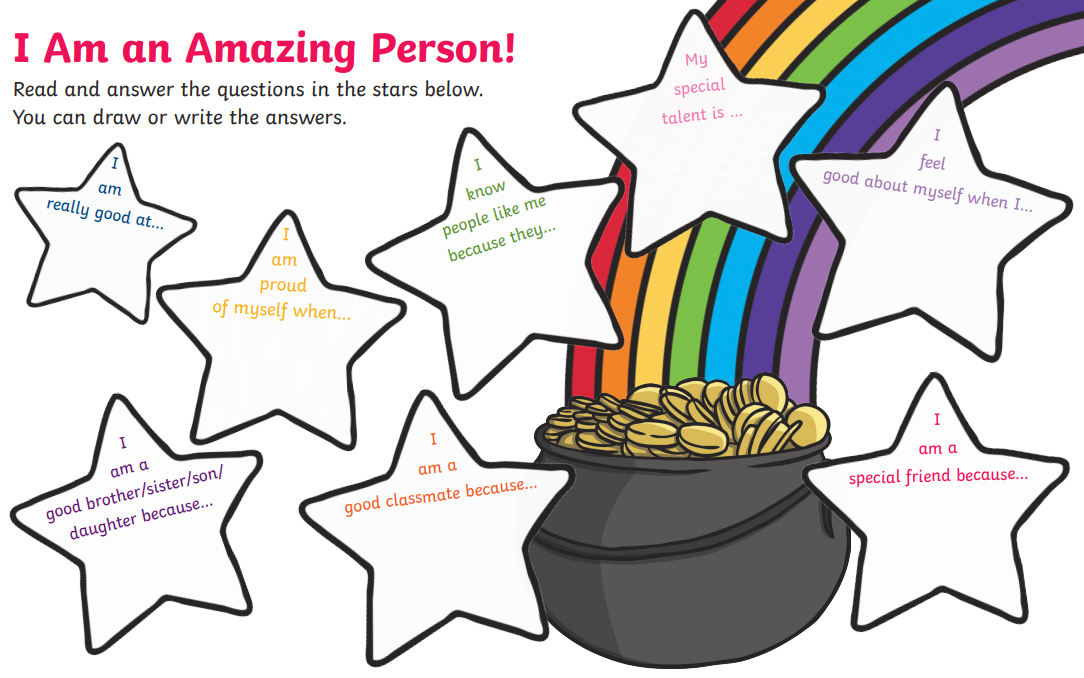 I Am an Amazing Person!
Read and answer the questions in the stars below.
You can draw or write the answers.
I
am
really good at...
I
am
proud
of myself when...
I
know
people like me
because they...
My
special
talent is ...
I
feel
good about myself when I...
I
am a
good brother/sister/son/
daughter because...
I
am a
good classmate because...
I
am a
special friend because...